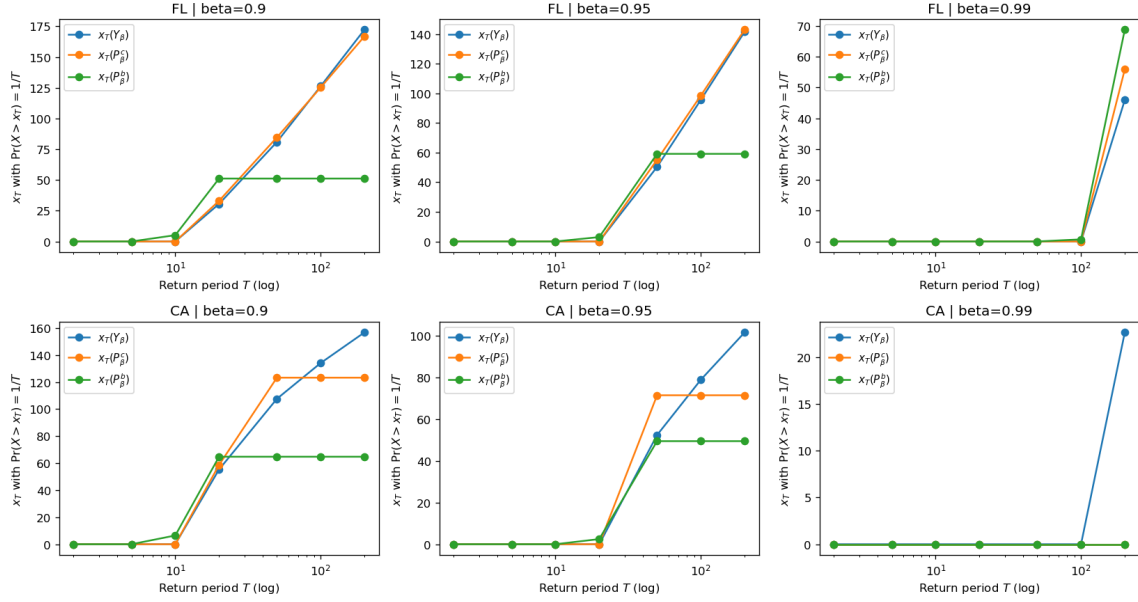 FL | beta=0.9
x_T with Pr(X > x_T) = 1/T
175
150
125
100
75
50
25
0
x_T(Y_β)
x_T(P_β^c)
x_T(P_β^b)
10^1
10^2
Return period T (log)
FL | beta=0.95
x_T with Pr(X > x_T) = 1/T
140
120
100
80
60
40
20
0
x_T(Y_β)
x_T(P_β^c)
x_T(P_β^b)
10^1
10^2
Return period T (log)
FL | beta=0.99
x_T with Pr(X > x_T) = 1/T
70
60
50
40
30
20
10
0
x_T(Y_β)
x_T(P_β^c)
x_T(P_β^b)
10^1
10^2
Return period T (log)
CA | beta=0.9
x_T with Pr(X > x_T) = 1/T
160
140
120
100
80
60
40
20
0
x_T(Y_β)
x_T(P_β^c)
x_T(P_β^b)
10^1
10^2
Return period T (log)
CA | beta=0.95
x_T with Pr(X > x_T) = 1/T
100
80
60
40
20
0
x_T(Y_β)
x_T(P_β^c)
x_T(P_β^b)
10^1
10^2
Return period T (log)
CA | beta=0.99
x_T with Pr(X > x_T) = 1/T
20
15
10
5
0
x_T(Y_β)
x_T(P_β^c)
x_T(P_β^b)
10^1
10^2
Return period T (log)